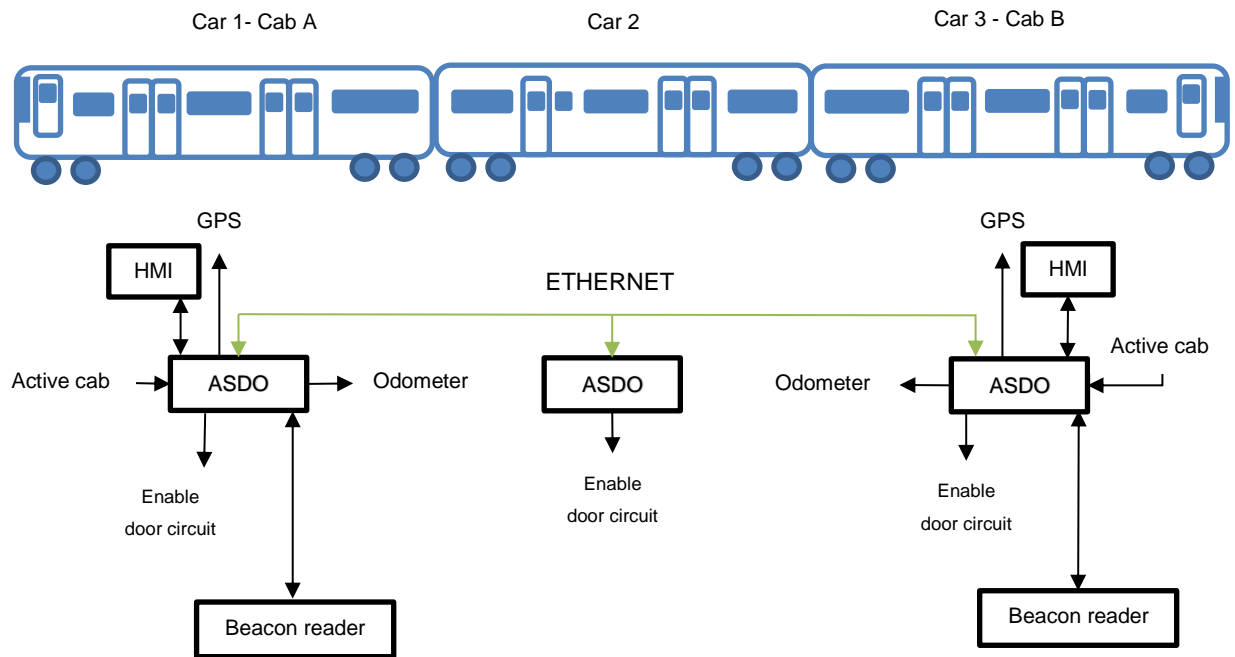 Car 1- Cab A
Car 2
Car 3 - Cab B
GPS
GPS
HMI
HMI
ETHERNET
Active cab
Active cab
ASDO
Odometer
ASDO
Odometer
ASDO
Enable
door circuit
Enable
door circuit
Enable
door circuit
Beacon reader
Beacon reader